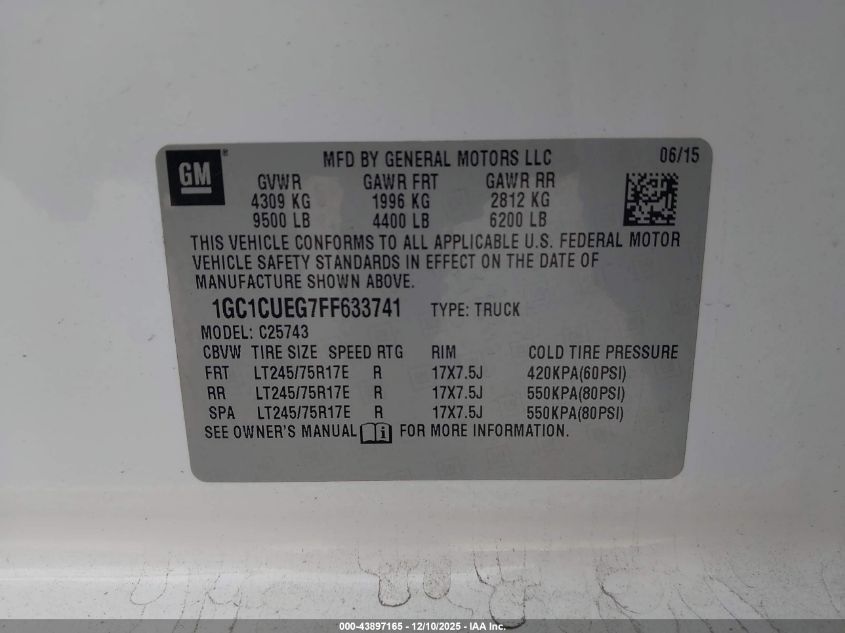 GM ®
MFD BY GENERAL MOTORS LLC 06/15
GVWR GAWR FRT GAWR RR
4309 KG 1996 KG 2812 KG
9500 LB 4400 LB 6200 LB
THIS VEHICLE CONFORMS TO ALL APPLICABLE U.S. FEDERAL MOTOR
VEHICLE SAFETY STANDARDS IN EFFECT ON THE DATE OF
MANUFACTURE SHOWN ABOVE.
1GC1CUEG7FF633741 TYPE: TRUCK
MODEL: C25743
CBVW TIRE SIZE SPEED RTG RIM COLD TIRE PRESSURE
FRT LT245/75R17E R 17X7.5J 420KPA(60PSI)
RR LT245/75R17E R 17X7.5J 550KPA(80PSI)
SPA LT245/75R17E R 17X7.5J 550KPA(80PSI)
SEE OWNER'S MANUAL i FOR MORE INFORMATION.
000-43897165 - 12/10/2025 - IAA Inc.